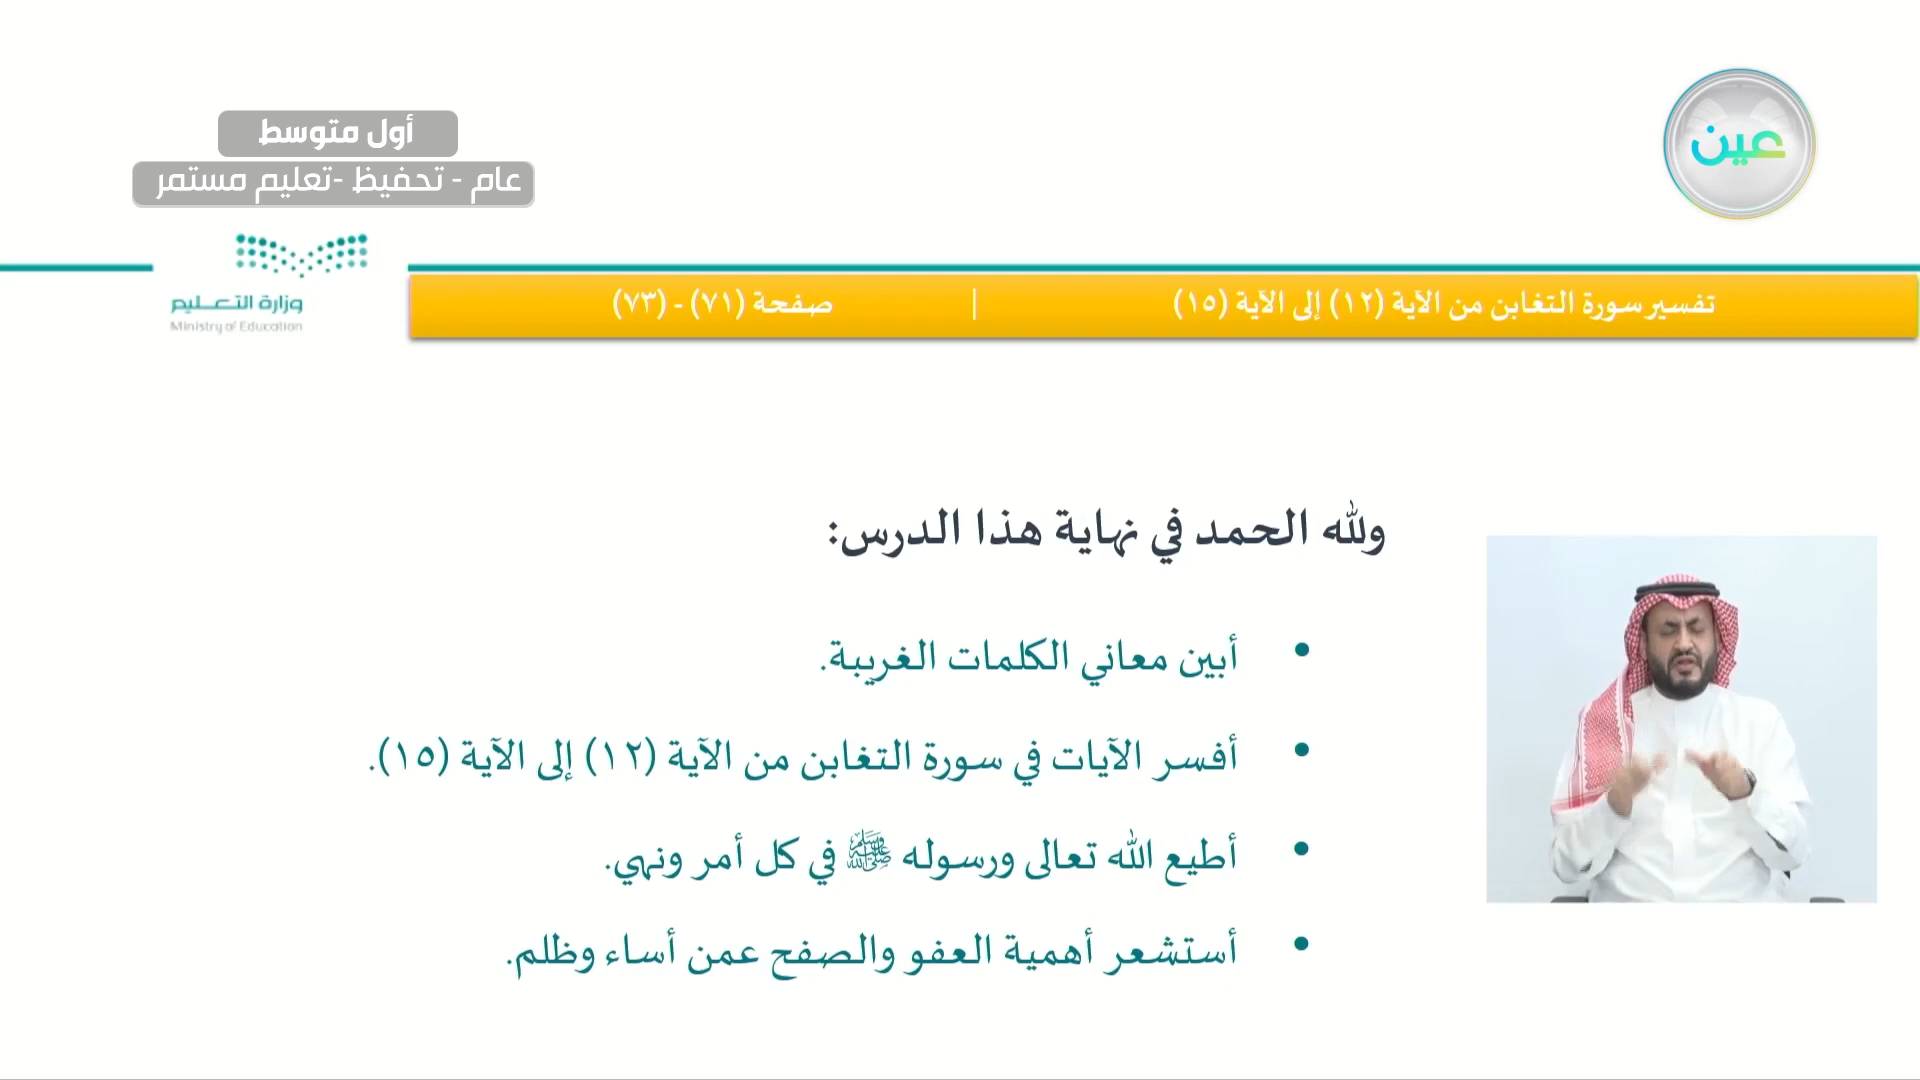 أول متوسط
عام - تحفيظ -تعليم مستمر
عين
وزارة التعليم
Ministry of Education
تفسير سورة التغابن من الآية (١٢) إلى الآية (١٥) | صفحة (٧١) - (٧٣)
ولله الحمد في نهاية هذا الدرس:
• أبين معاني الكلمات الغريبة.
• أفسر الآيات في سورة التغابن من الآية (١٢) إلى الآية (١٥).
• أطيع الله تعالى ورسوله ﷺ في كل أمر ونهي.
• أستشعر أهمية العفو والصفح عمن أساء وظلم.